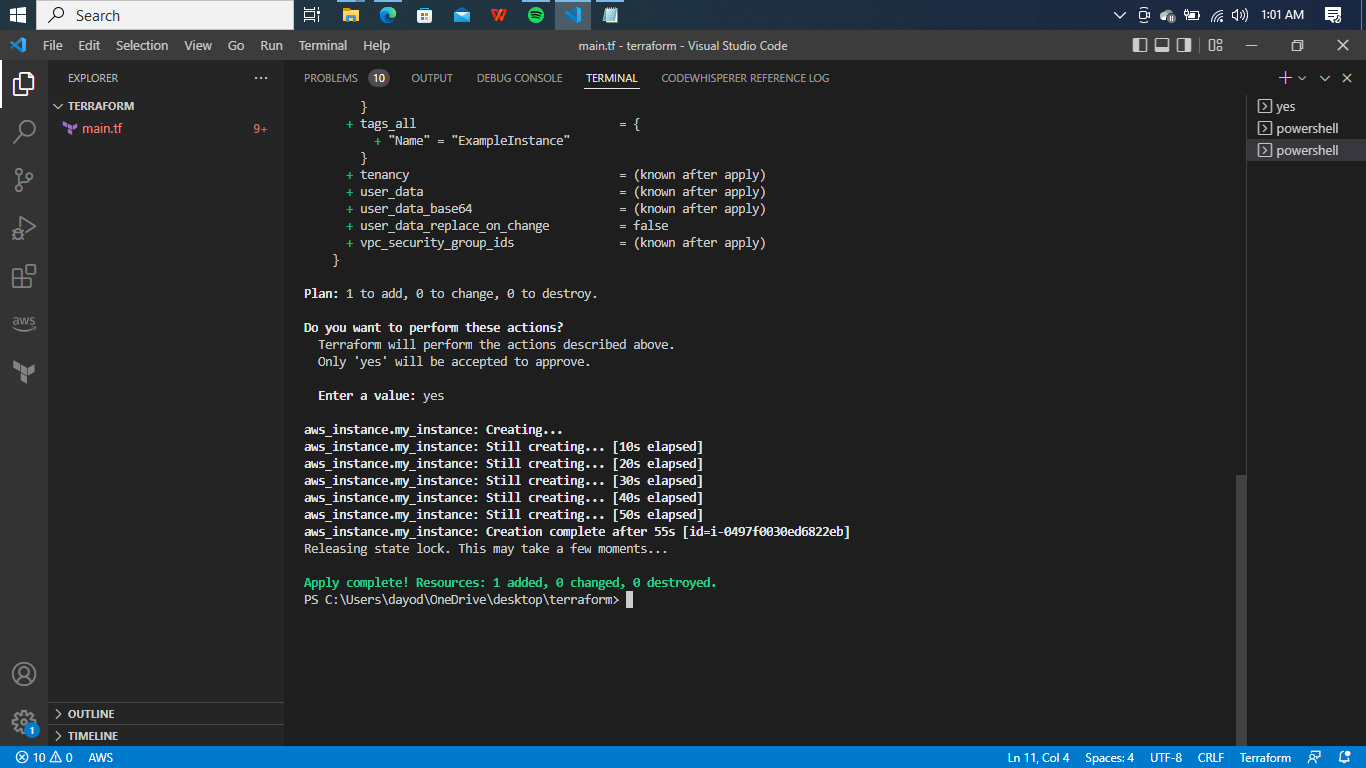 Search
1:01 AM
File Edit Selection View Go Run Terminal Help
main.tf - terraform - Visual Studio Code
EXPLORER
TERRAFORM
main.tf 9+
aws
OUTLINE
TIMELINE
PROBLEMS 10 OUTPUT DEBUG CONSOLE TERMINAL CODEWHISPERER REFERENCE LOG
}
+ tags_all = {
+ "Name" = "ExampleInstance"
}
+ tenancy = (known after apply)
+ user_data = (known after apply)
+ user_data_base64 = (known after apply)
+ user_data_replace_on_change = false
+ vpc_security_group_ids = (known after apply)
}
Plan: 1 to add, 0 to change, 0 to destroy.
Do you want to perform these actions?
Terraform will perform the actions described above.
Only 'yes' will be accepted to approve.
Enter a value: yes
aws_instance.my_instance: Creating...
aws_instance.my_instance: Still creating... [10s elapsed]
aws_instance.my_instance: Still creating... [20s elapsed]
aws_instance.my_instance: Still creating... [30s elapsed]
aws_instance.my_instance: Still creating... [40s elapsed]
aws_instance.my_instance: Still creating... [50s elapsed]
aws_instance.my_instance: Creation complete after 55s [id=i-0497f0030ed6822eb]
Releasing state lock. This may take a few moments...
Apply complete! Resources: 1 added, 0 changed, 0 destroyed.
PS C:\Users\dayod\OneDrive\desktop\terraform>
yes
powershell
powershell
1
10 0 AWS
Ln 11, Col 4 Spaces: 4 UTF-8 CRLF Terraform